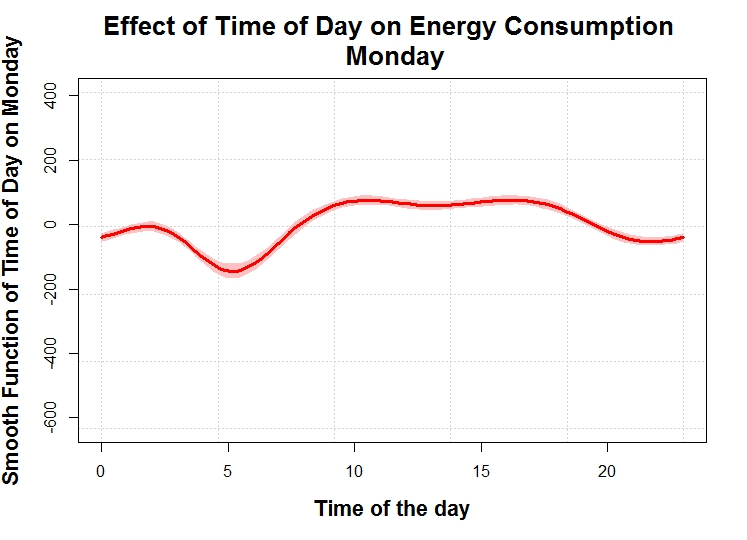 Effect of Time of Day on Energy Consumption
Monday
Smooth Function of Time of Day on Monday
400
200
0
-200
-400
-600
0 5 10 15 20
Time of the day